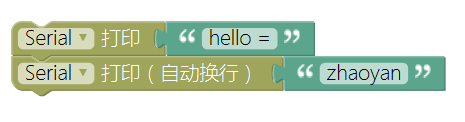 Serial 打印 “ hello = ”
Serial 打印（自动换行） “ zhaoyan ”